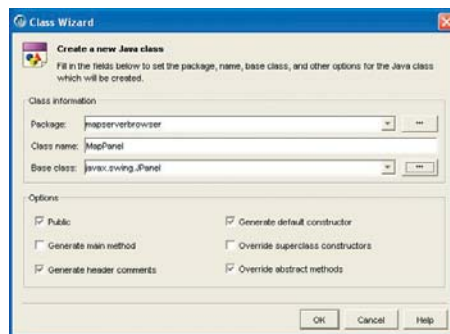 Class Wizard
Create a new Java class
Fill in the fields below to set the package, name, base class, and other options for the Java class
which will be created.
Class information
Package: mapserverbrowser ...
Class name: MapPanel
Base class: javax.swing.JPanel ...
Options
Public Generate default constructor
Generate main method Override superclass constructors
Generate header comments Override abstract methods
OK Cancel Help